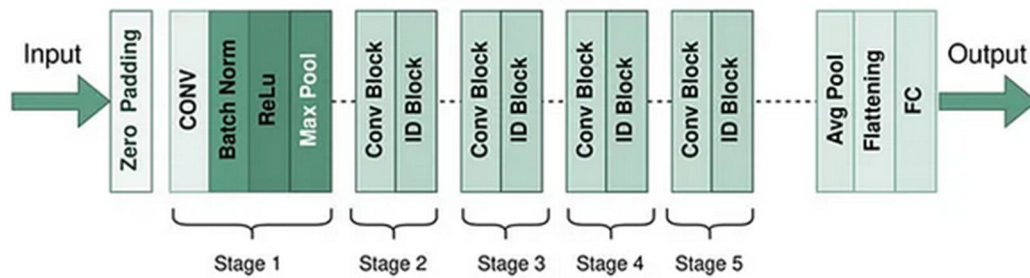 Input
Zero Padding
CONV
Batch Norm
ReLu
Max Pool
Conv Block
ID Block
Conv Block
ID Block
Conv Block
ID Block
Conv Block
ID Block
Avg Pool
Flattening
FC
Output
Stage 1
Stage 2
Stage 3
Stage 4
Stage 5